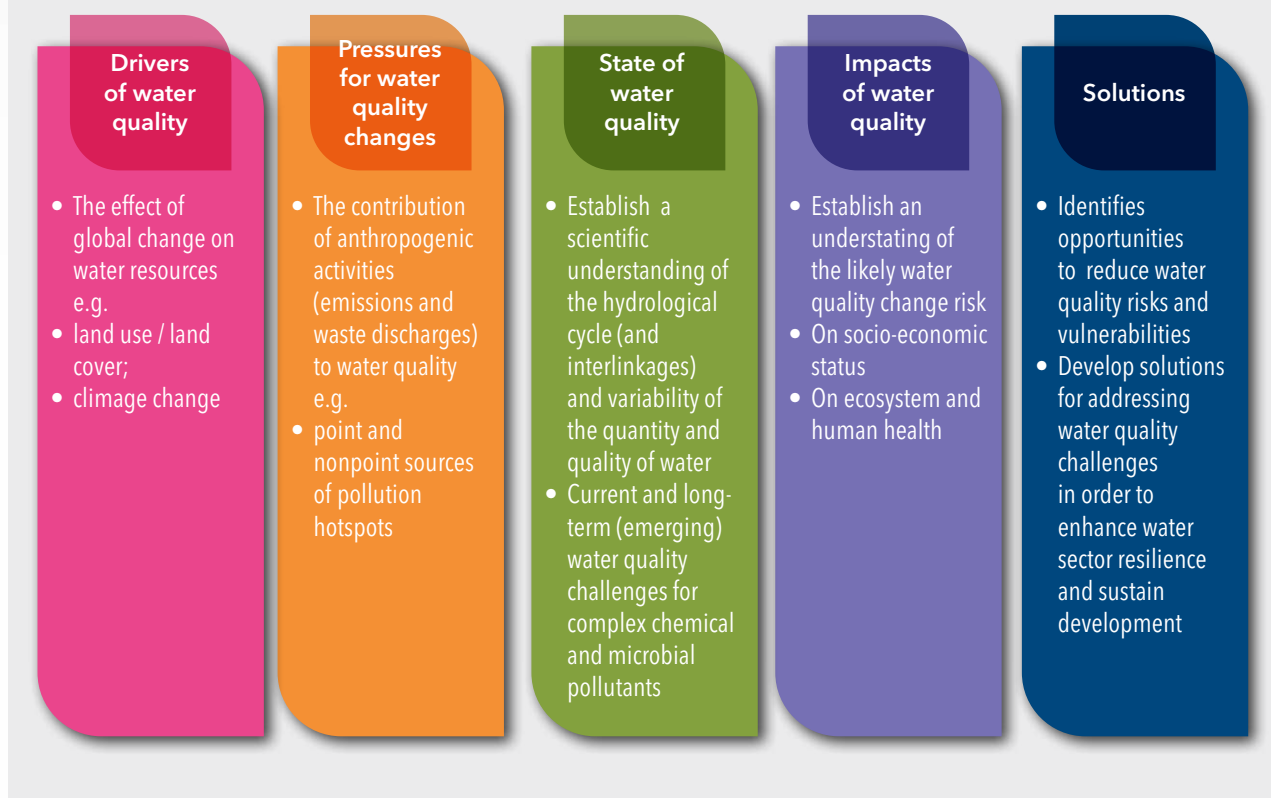 Drivers
of water
quality
• The effect of
global change on
water resources
e.g.
• land use / land
cover;
• climage change
Pressures
for water
quality
changes
• The contribution
of anthropogenic
activities
(emissions and
waste discharges)
to water quality
e.g.
• point and
nonpoint sources
of pollution
hotspots
State of
water
quality
• Establish a
scientific
understanding of
the hydrological
cycle (and
interlinkages)
and variability of
the quantity and
quality of water
• Current and long-
term (emerging)
water quality
challenges for
complex chemical
and microbial
pollutants
Impacts
of water
quality
• Establish an
understating of
the likely water
quality change risk
• On socio-economic
status
• On ecosystem and
human health
Solutions
• Identifies
opportunities
to reduce water
quality risks and
vulnerabilities
• Develop solutions
for addressing
water quality
challenges
in order to
enhance water
sector resilience
and sustain
development